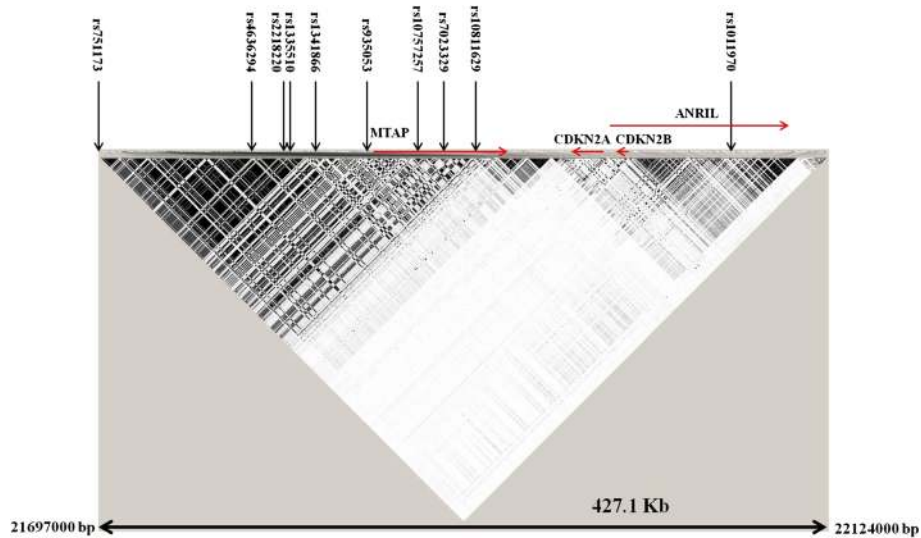 rs751173
rs4636294
rs2218220
rs1335510
rs1341866
rs935053
rs10757257
rs7023329
rs10811629
rs1011970
ANRIL
MTAP
CDKN2A
CDKN2B
427.1 Kb
21697000 bp
22124000 bp